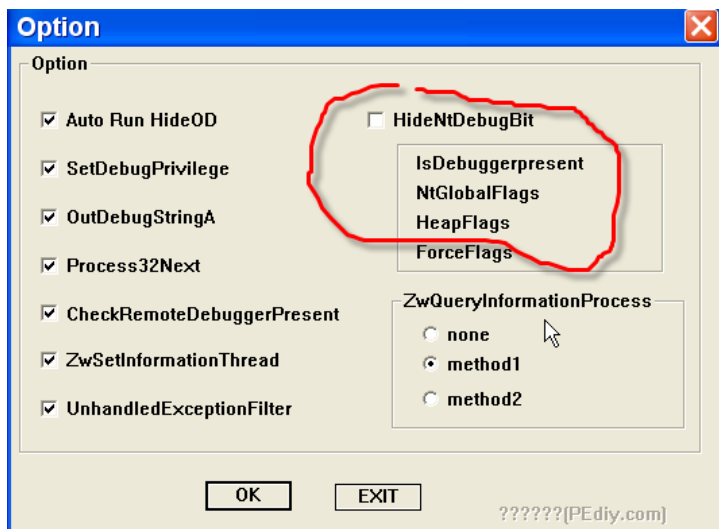 Option
Option
Auto Run HideOD
SetDebugPrivilege
OutDebugStringA
Process32Next
CheckRemoteDebuggerPresent
ZwSetInformationThread
UnhandledExceptionFilter
HideNtDebugBit
IsDebuggerpresent
NtGlobalFlags
HeapFlags
ForceFlags
ZwQueryInformationProcess
none
method1
method2
OK
EXIT
??????(PEdiy.com)